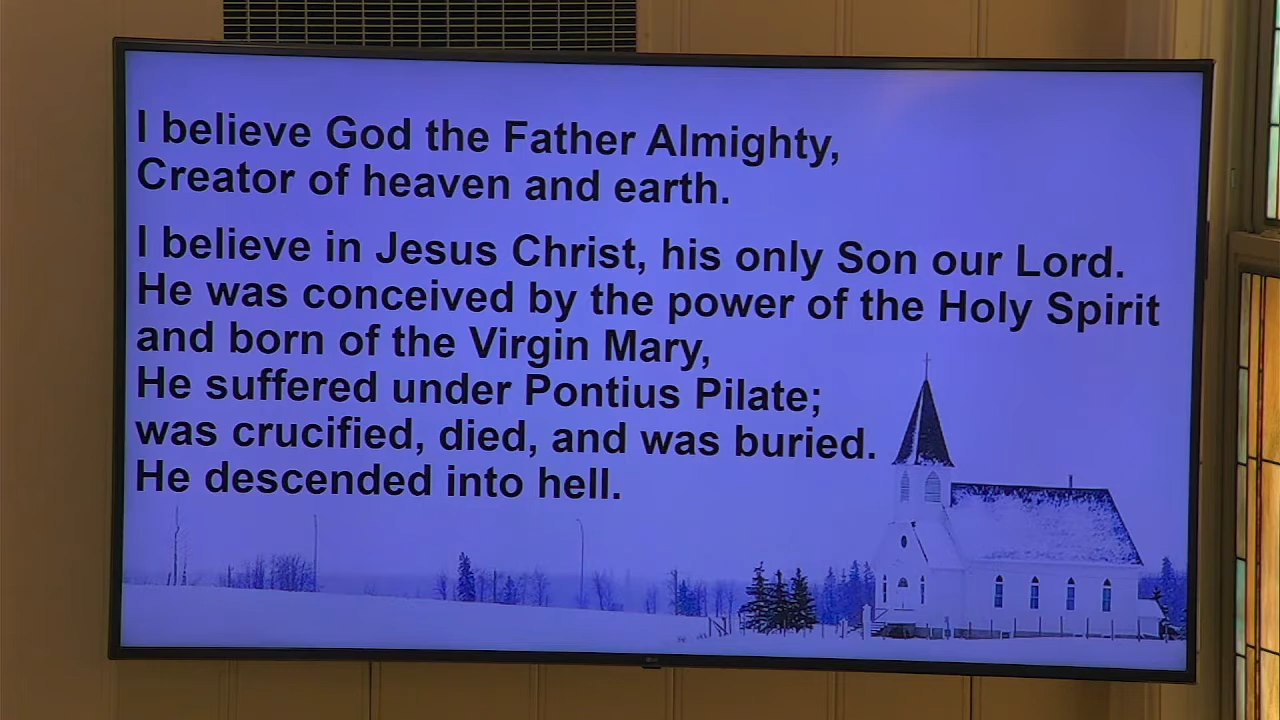 I believe God the Father Almighty,
Creator of heaven and earth.
I believe in Jesus Christ, his only Son our Lord.
He was conceived by the power of the Holy Spirit
and born of the Virgin Mary,
He suffered under Pontius Pilate;
was crucified, died, and was buried.
He descended into hell.
LG